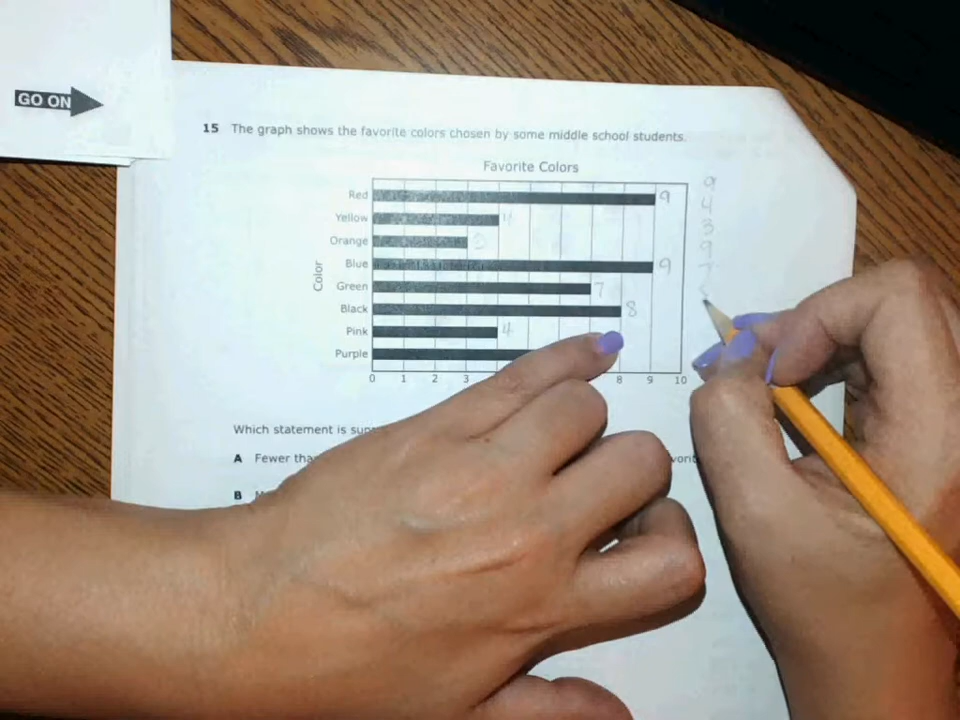 GO ON
15 The graph shows the favorite colors chosen by some middle school students.
Favorite Colors
Color
Red 9
Yellow 4
Orange 3
Blue 9
Green 7
Black 8
Pink 4
Purple
0 1 2 3 8 9 10
9
4
3
9
7
Which statement is
A Fewer
B